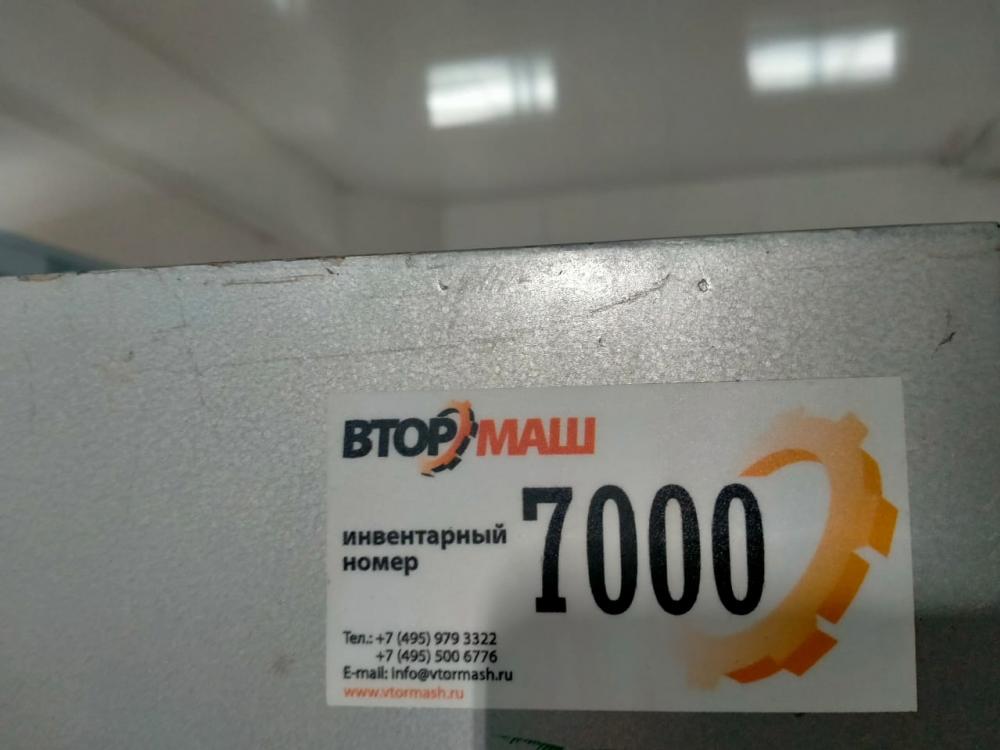 ВТОРМАШ
инвентарный
номер
7000
Тел.: +7 (495) 979 3322
+7 (495) 500 6776
E-mail: info@vtormash.ru
www.vtormash.ru